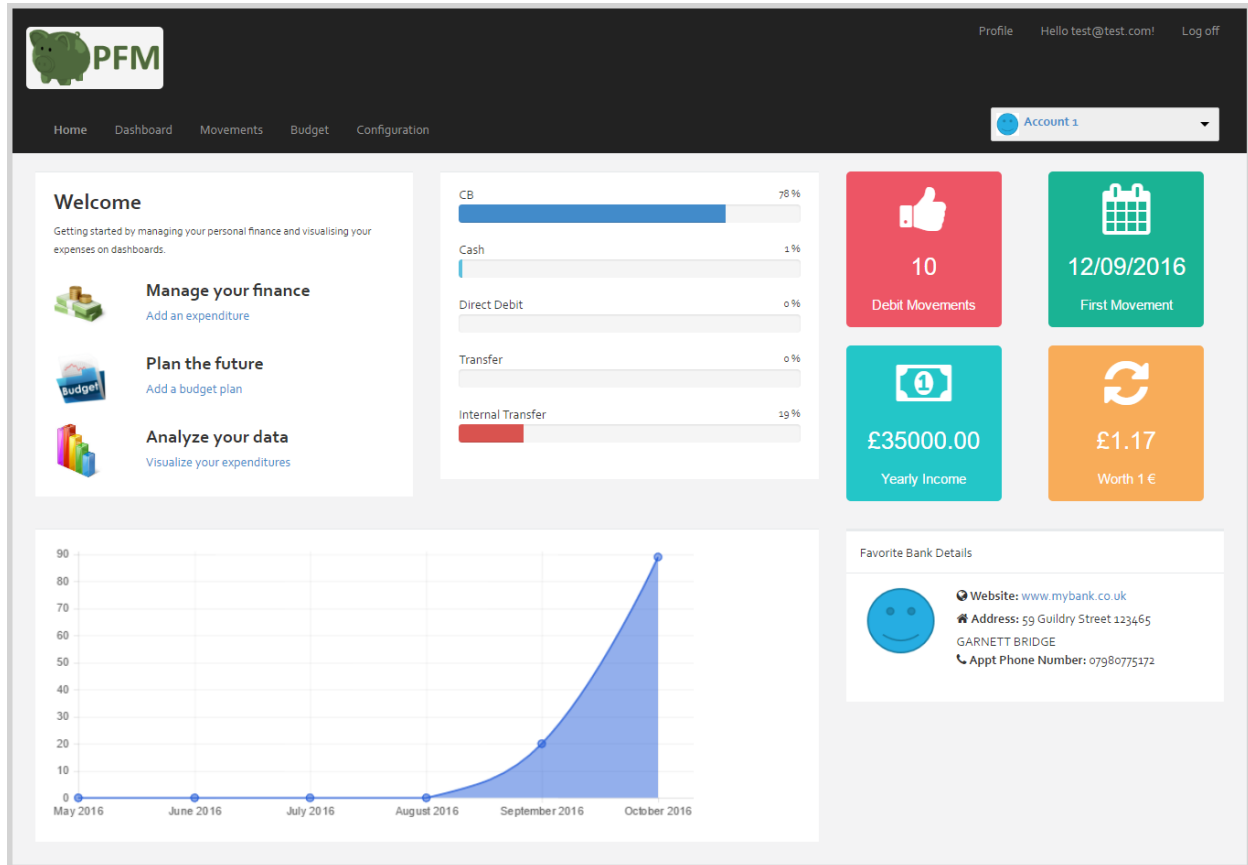 PFM
Profile
Hello test@test.com!
Log off
Home
Dashboard
Movements
Budget
Configuration
Account 1
Welcome
Getting started by managing your personal finance and visualising your
expenses on dashboards.
Manage your finance
Add an expenditure
Budget
Plan the future
Add a budget plan
Analyze your data
Visualize your expenditures
CB
78 %
Cash
1 %
Direct Debit
0 %
Transfer
0 %
Internal Transfer
19 %
10
Debit Movements
12/09/2016
First Movement
1
£35000.00
Yearly Income
£1.17
Worth 1 €
90
80
70
60
50
40
30
20
10
0
May 2016
June 2016
July 2016
August 2016
September 2016
October 2016
Favorite Bank Details
Website: www.mybank.co.uk
Address: 59 Guildry Street 123465
GARNETT BRIDGE
Appt Phone Number: 07980775172